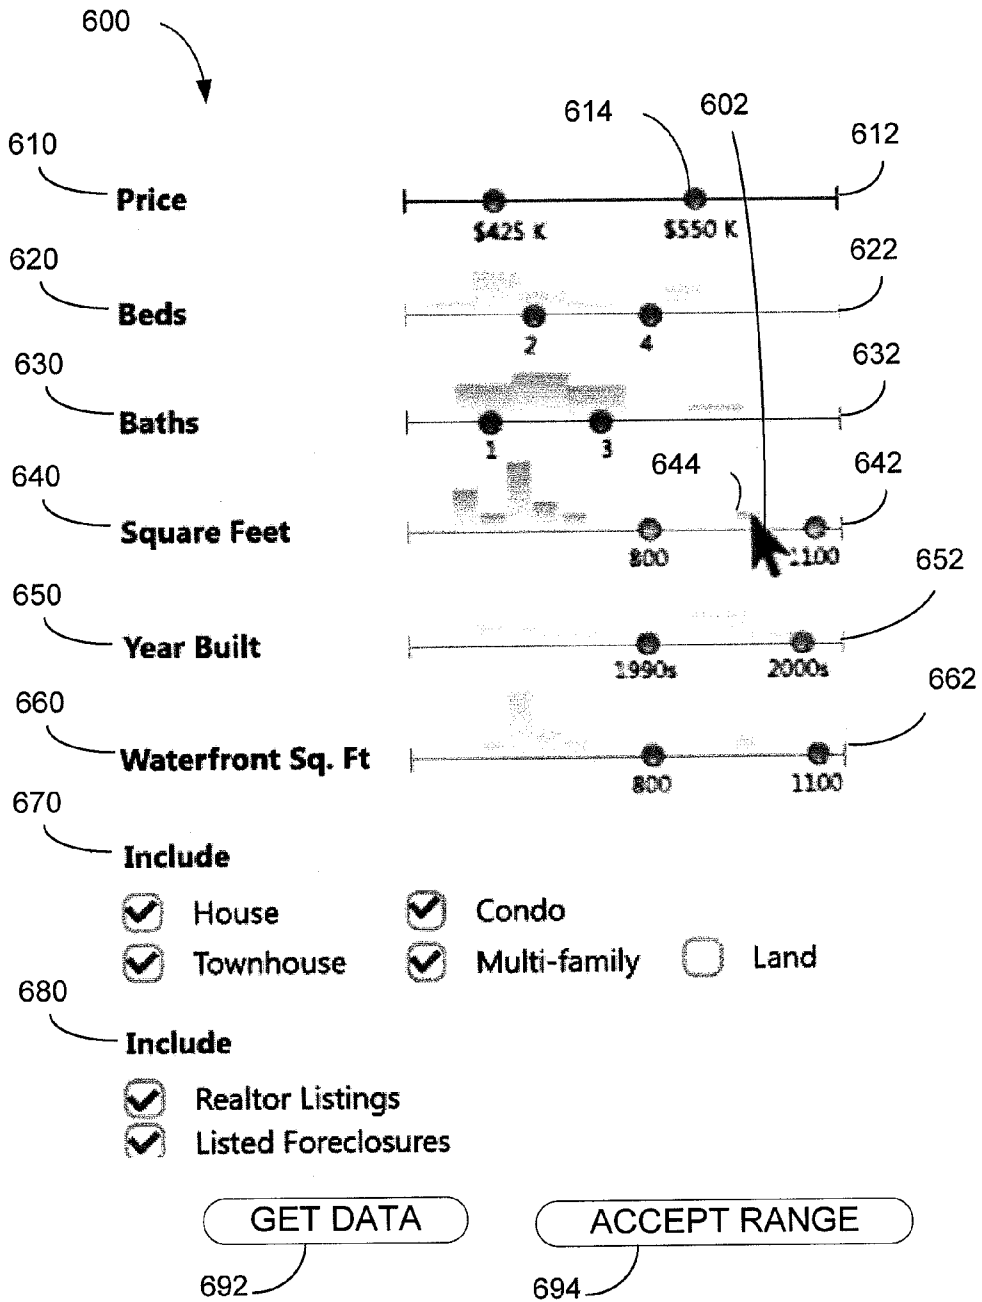 600
614
602
612
610
Price
$425 K
$550 K
620
622
Beds
2
4
630
632
Baths
1
3
640
644
642
Square Feet
800
1100
652
650
Year Built
1990s
2000s
660
662
Waterfront Sq. Ft
800
1100
670
Include
House
Condo
Townhouse
Multi-family
Land
680
Include
Realtor Listings
Listed Foreclosures
GET DATA
ACCEPT RANGE
692
694